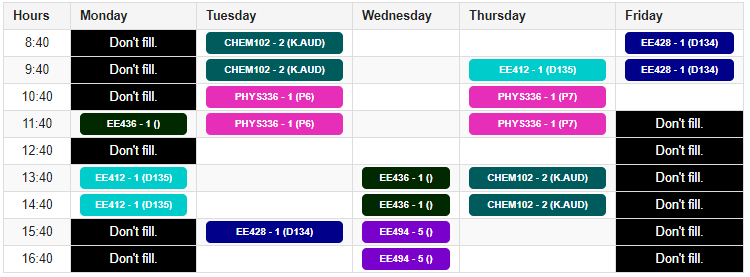 Hours Monday Tuesday Wednesday Thursday Friday
8:40 Don't fill. CHEM102 - 2 (K.AUD) EE428 - 1 (D134)
9:40 Don't fill. CHEM102 - 2 (K.AUD) EE412 - 1 (D135) EE428 - 1 (D134)
10:40 Don't fill. PHYS336 - 1 (P6) PHYS336 - 1 (P7)
11:40 EE436 - 1 () PHYS336 - 1 (P6) PHYS336 - 1 (P7) Don't fill.
12:40 Don't fill. Don't fill.
13:40 EE412 - 1 (D135) EE436 - 1 () CHEM102 - 2 (K.AUD) Don't fill.
14:40 EE412 - 1 (D135) EE436 - 1 () CHEM102 - 2 (K.AUD) Don't fill.
15:40 Don't fill. EE428 - 1 (D134) EE494 - 5 () Don't fill.
16:40 Don't fill. EE494 - 5 () Don't fill.